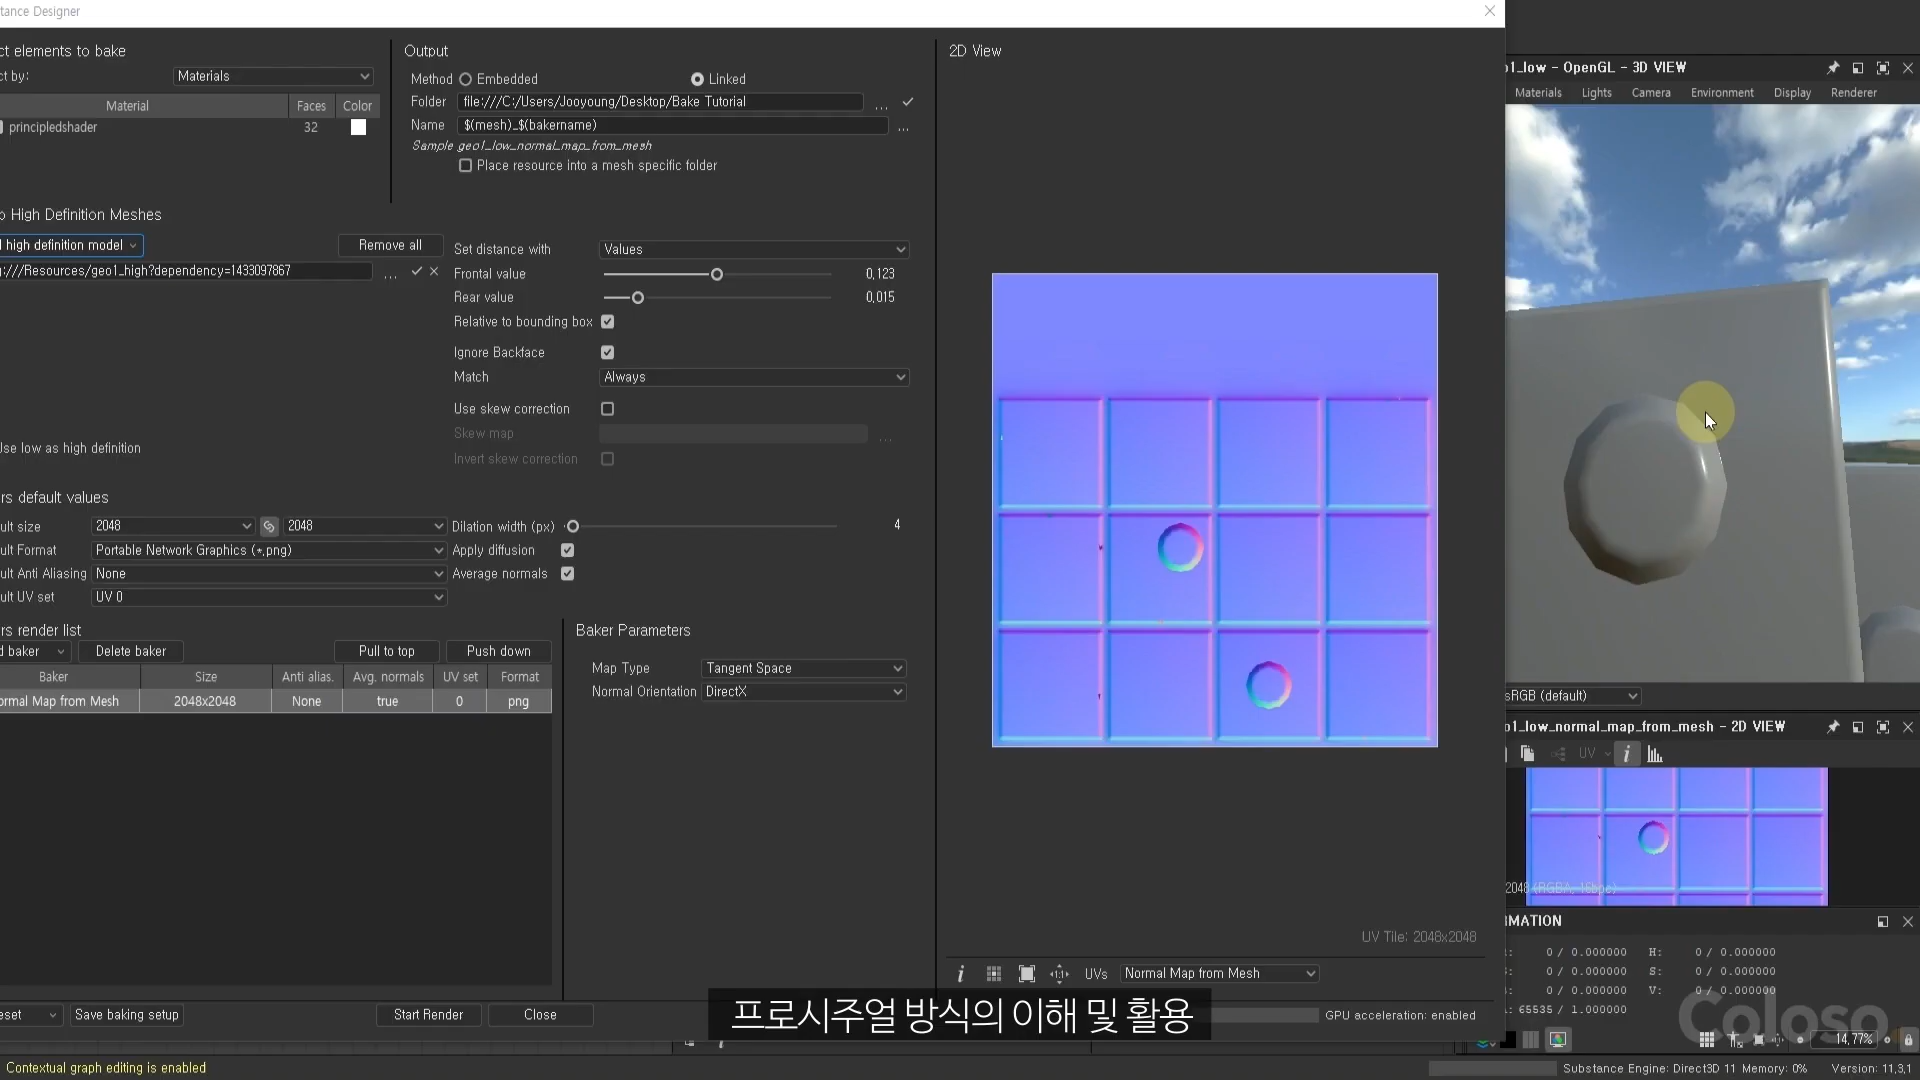 tance Designer
ct elements to bake
ct by:
Materials
Material
Faces
Color
principledshader
32
o High Definition Meshes
l high definition model
Remove all
g:///Resources/geo1_high?dependency=1433097867
...
Use low as high definition
rs default values
ult size
2048
2048
ult Format
Portable Network Graphics (*.png)
ult Anti Aliasing
None
ult UV set
UV 0
rs render list
d baker
Delete baker
Pull to top
Push down
Baker
Size
Anti alias.
Avg. normals
UV set
Format
ormal Map from Mesh
2048x2048
None
true
0
png
eset
Save baking setup
Start Render
Close
Output
Method
Embedded
Linked
Folder
file:///C:/Users/Jooyoung/Desktop/Bake Tutorial
...
Name
$(mesh)_$(bakername)
...
Sample geo1_low_normal_map_from_mesh
Place resource into a mesh specific folder
Set distance with
Values
Frontal value
0,123
Rear value
0,015
Relative to bounding box
Ignore Backface
Match
Always
Use skew correction
Skew map
...
Invert skew correction
Dilation width (px)
4
Apply diffusion
Average normals
Baker Parameters
Map Type
Tangent Space
Normal Orientation
DirectX
2D View
UV Tile: 2048x2048
i
UVs
Normal Map from Mesh
GPU acceleration: enabled
프로시주얼 방식의 이해 및 활용
o1_low - OpenGL - 3D VIEW
Materials
Lights
Camera
Environment
Display
Renderer
sRGB (default)
o1_low_normal_map_from_mesh - 2D VIEW
UV
i
2048 (RGBA, 16bpc)
RMATION
0 / 0.000000
H:
0 / 0.000000
0 / 0.000000
S:
0 / 0.000000
0 / 0.000000
V:
0 / 0.000000
65535 / 1.000000
Coloso
14,77%
Contextual graph editing is enabled
Substance Engine: Direct3D 11 Memory: 0%
Version: 11,3,1